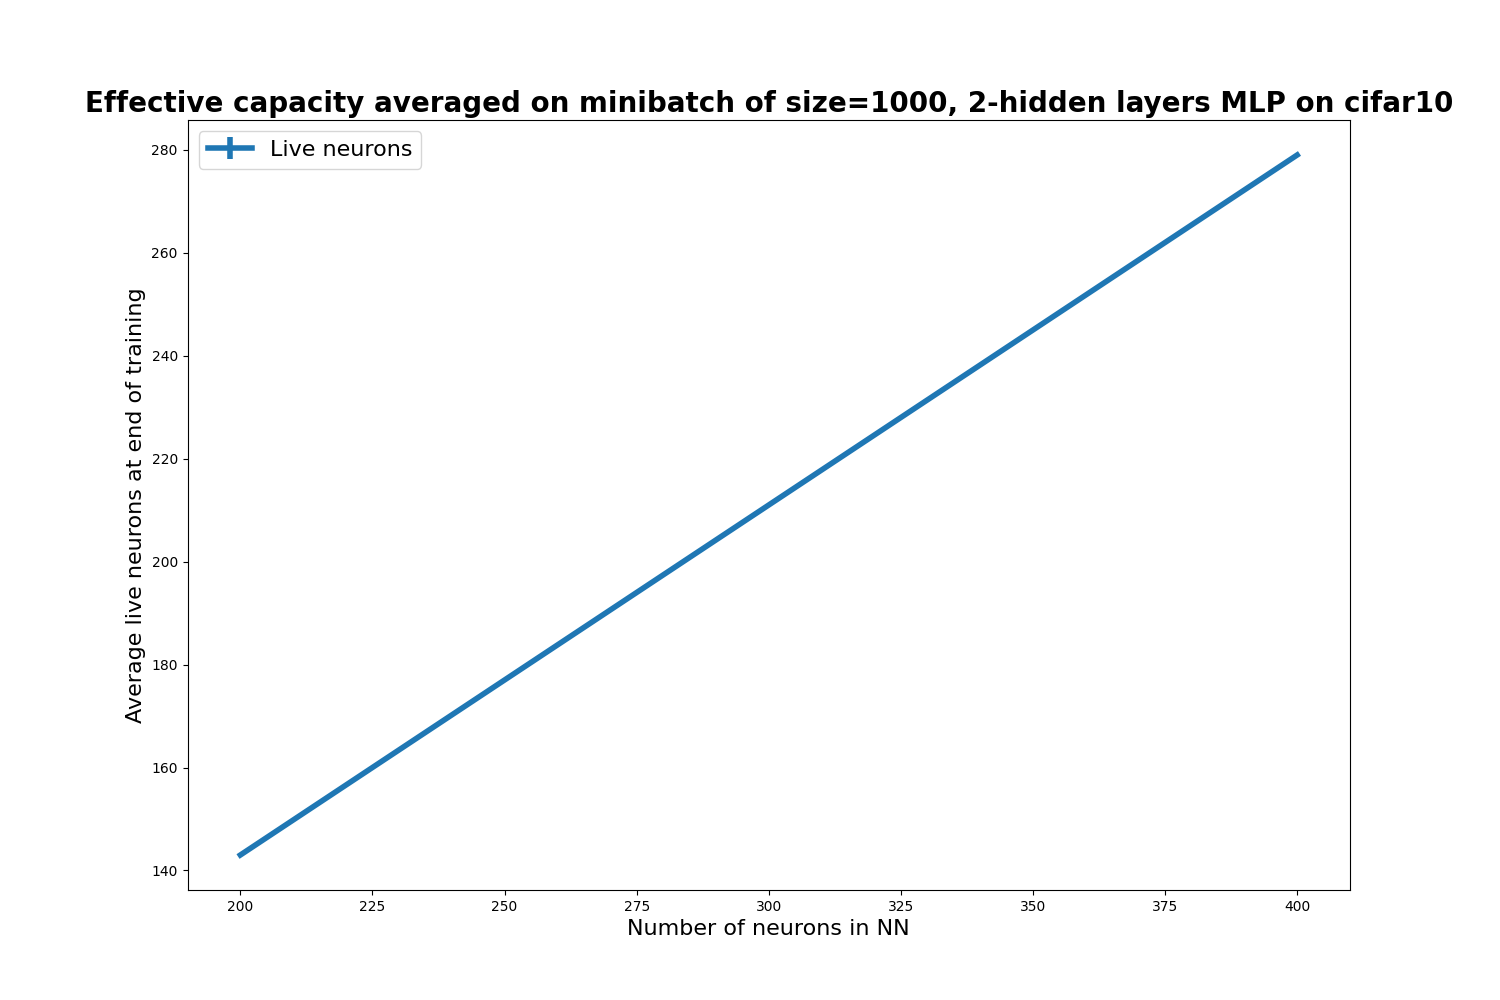 Effective capacity averaged on minibatch of size=1000, 2-hidden layers MLP on cifar10
Live neurons
280
260
240
220
200
180
160
140
Average live neurons at end of training
200 225 250 275 300 325 350 375 400
Number of neurons in NN